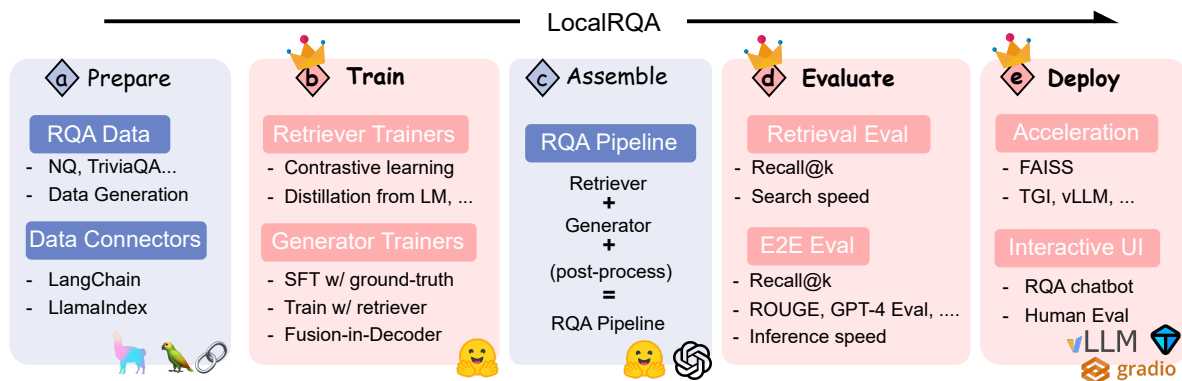 LocalRQA
a Prepare
RQA Data
- NQ, TriviaQA...
- Data Generation
Data Connectors
- LangChain
- LlamaIndex
b Train
Retriever Trainers
- Contrastive learning
- Distillation from LM, ...
Generator Trainers
- SFT w/ ground-truth
- Train w/ retriever
- Fusion-in-Decoder
c Assemble
RQA Pipeline
Retriever
+
Generator
+
(post-process)
=
RQA Pipeline
d Evaluate
Retrieval Eval
- Recall@k
- Search speed
E2E Eval
- Recall@k
- ROUGE, GPT-4 Eval, ....
- Inference speed
e Deploy
Acceleration
- FAISS
- TGI, vLLM, ...
Interactive UI
- RQA chatbot
- Human Eval
vLLM
gradio